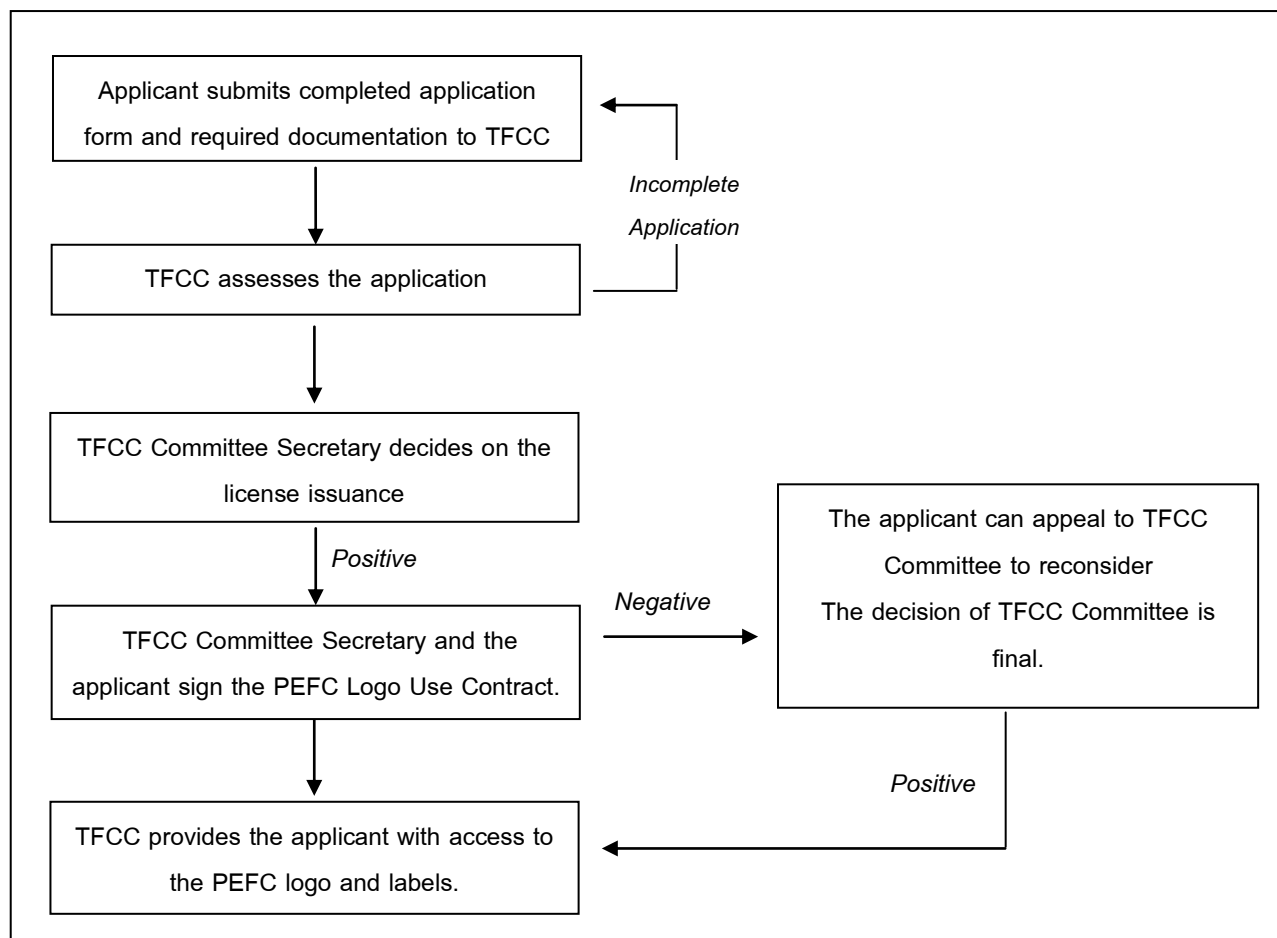 Applicant submits completed application
form and required documentation to TFCC
Incomplete
Application
TFCC assesses the application
TFCC Committee Secretary decides on the
license issuance
Positive
TFCC Committee Secretary and the
applicant sign the PEFC Logo Use Contract.
Negative
The applicant can appeal to TFCC
Committee to reconsider
The decision of TFCC Committee is
final.
Positive
TFCC provides the applicant with access to
the PEFC logo and labels.